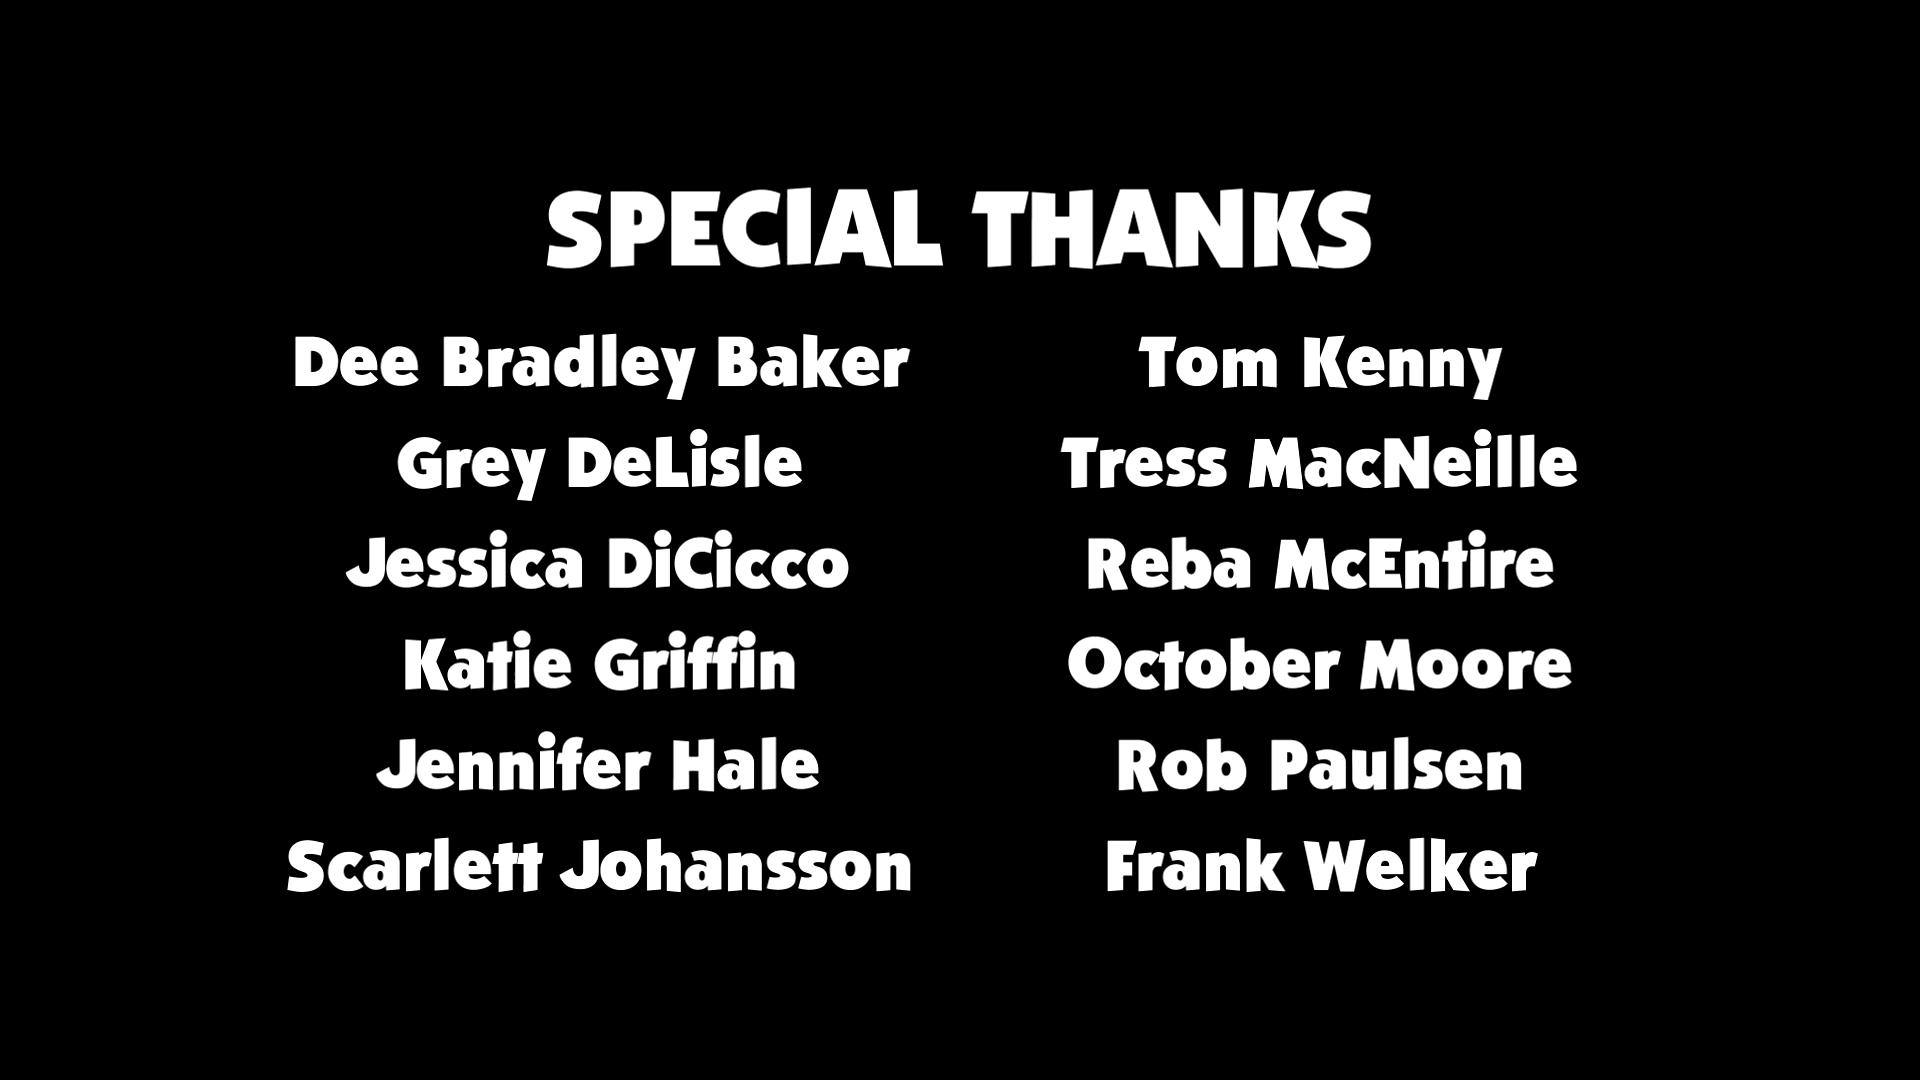 SPECIAL THANKS
Dee Bradley Baker
Grey DeLisle
Jessica DiCicco
Katie Griffin
Jennifer Hale
Scarlett Johansson
Tom Kenny
Tress MacNeille
Reba McEntire
October Moore
Rob Paulsen
Frank Welker